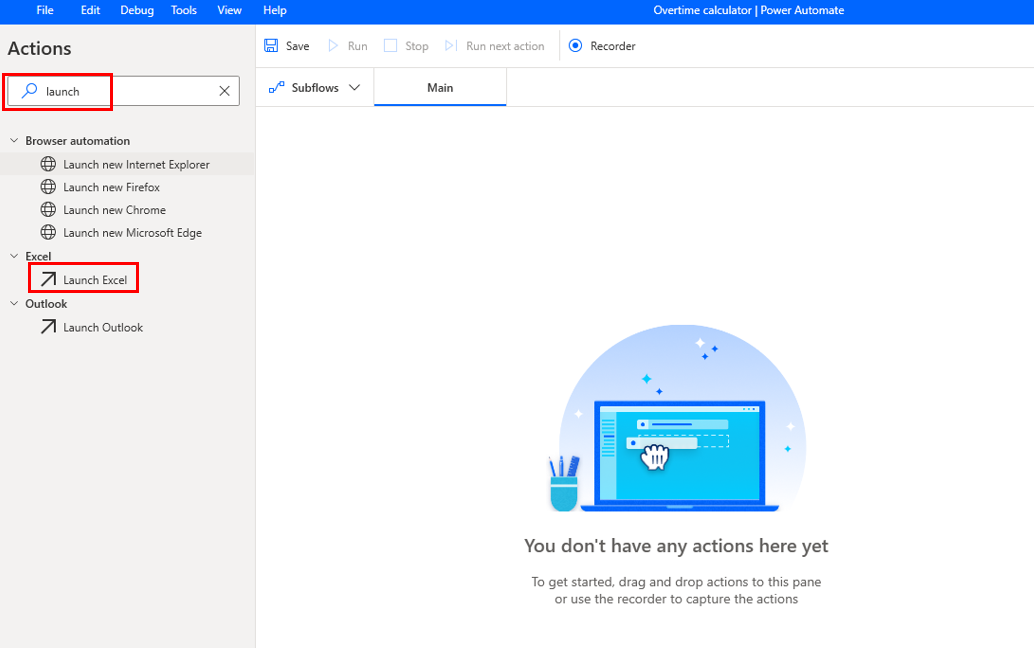 File Edit Debug Tools View Help Overtime calculator | Power Automate
Actions
Save Run Stop Run next action Recorder
launch
Subflows Main
Browser automation
Launch new Internet Explorer
Launch new Firefox
Launch new Chrome
Launch new Microsoft Edge
Excel
Launch Excel
Outlook
Launch Outlook
You don't have any actions here yet
To get started, drag and drop actions to this pane
or use the recorder to capture the actions